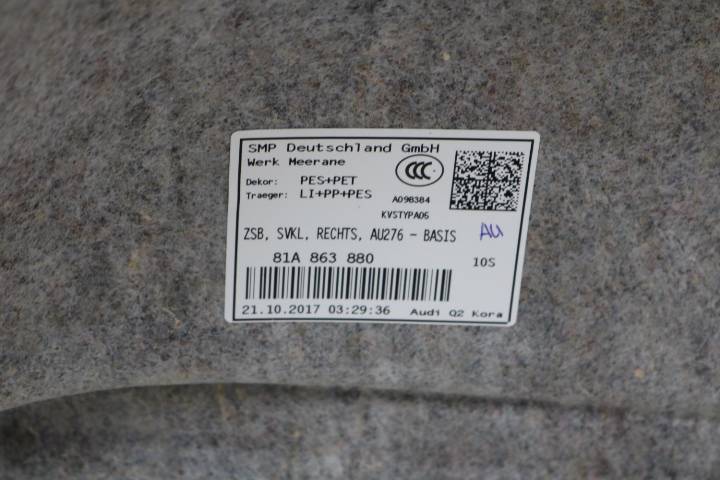 SMP Deutschland GmbH
Werk Meerane
Dekor: PES+PET
Traeger: LI+PP+PES
CCC
A098384
KVSTYPA06
ZSB, SVKL, RECHTS, AU276 - BASIS
AU
81A 863 880
10S
21.10.2017 03:29:36 Audi Q2 Kora